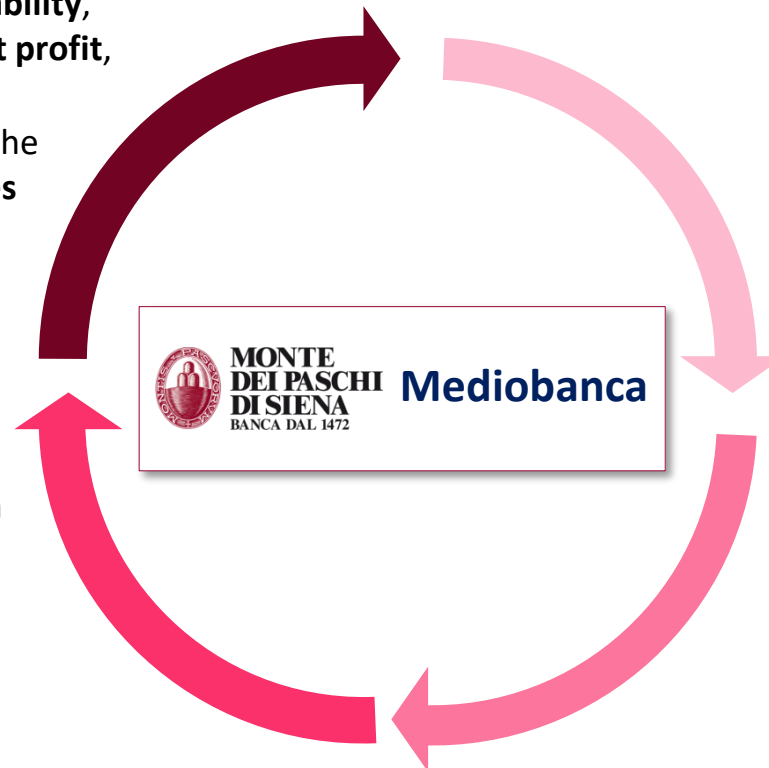 bility,
t profit,
he
s
MONTE
DEI PASCHI
DI SIENA
BANCA DAL 1472
Mediobanca